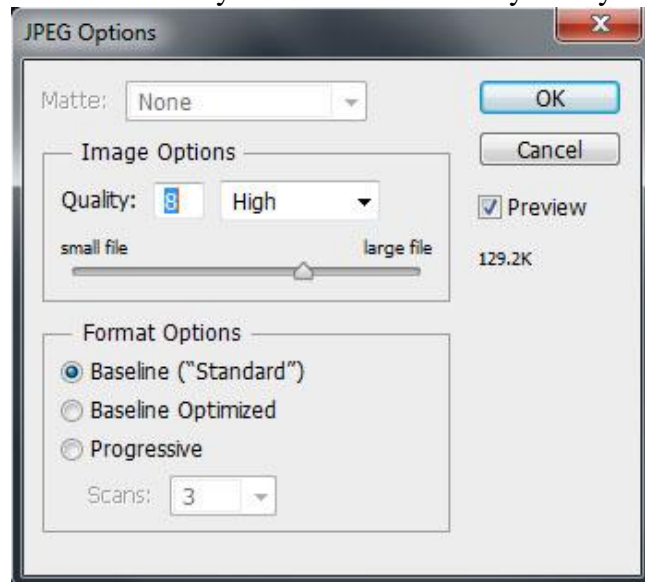 JPEG Options
Matte: None
OK
Image Options
Cancel
Quality: 8 High
Preview
small file large file
129.2K
Format Options
Baseline ("Standard")
Baseline Optimized
Progressive
Scans: 3